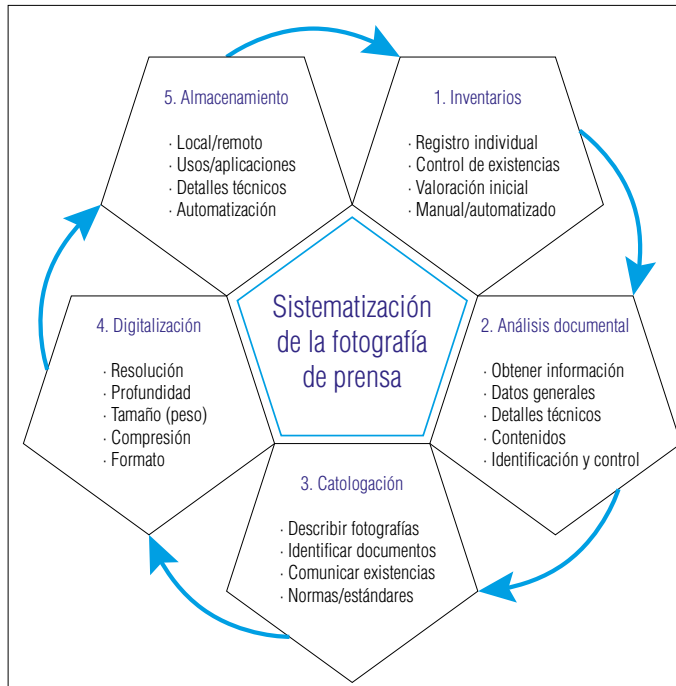 Sistematización
de la fotografía
de prensa
1. Inventarios
· Registro individual
· Control de existencias
· Valoración inicial
· Manual/automatizado
2. Análisis documental
· Obtener información
· Datos generales
· Detalles técnicos
· Contenidos
· Identificación y control
3. Catologación
· Describir fotografías
· Identificar documentos
· Comunicar existencias
· Normas/estándares
4. Digitalización
· Resolución
· Profundidad
· Tamaño (peso)
· Compresión
· Formato
5. Almacenamiento
· Local/remoto
· Usos/aplicaciones
· Detalles técnicos
· Automatización